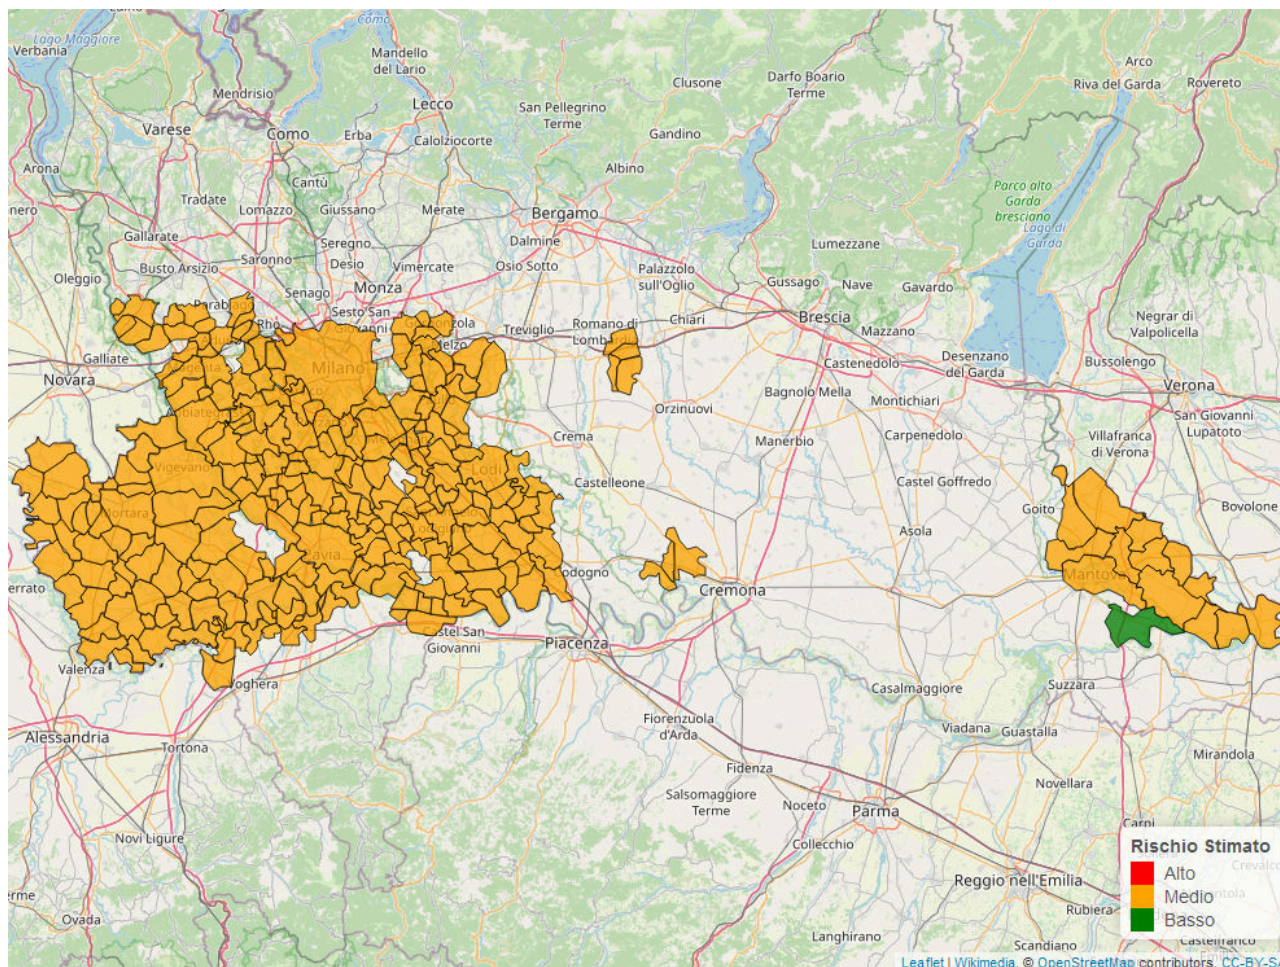 Lago Maggiore
Verbania
Como
Mandello
del Lario
Clusone
Darfo Boario
Terme
Arco
Riva del Garda
Rovereto
Mendrisio
Lecco
San Pellegrino
Terme
Varese
Como
Erba
Calolziocorte
Gandino
Arona
Albino
Cantù
Parco alto
Garda
bresciano
Tradate
Lomazzo
Giussano
Merate
Bergamo
Lago di
Garda
Gallarate
Seregno
Dalmine
Lumezzane
Oleggio
Busto Arsizio
Saronno
Desio
Vimercate
Osio Sotto
Palazzolo
sull'Oglio
Gussago
Nave
Gavardo
Senago
Monza
Sesto San
Giovanni
Rho
Treviglio
Romano di
Chiari
Brescia
Mazzano
Negrar di
Valpolicella
Galliate
Novara
Milano
Castenedolo
Desenzano
del Garda
Bussolengo
Verona
Bagnolo Mella
Montichiari
Orzinuovi
San Giovanni
Lupatoto
Crema
Manerbio
Carpenedolo
Villafranca
di Verona
Vigevano
Lodi
Castelleone
Castel Goffredo
Goito
Bovolone
Mortara
Asola
Pavia
Codogno
Mantova
Cremona
Castel San
Giovanni
Piacenza
Valenza
Voghera
Casalmaggiore
Suzzara
Fiorenzuola
d'Arda
Viadana
Guastalla
Alessandria
Tortona
Mirandola
Fidenza
Novellara
Salsomaggiore
Terme
Noceto
Parma
Carpi
Novi Ligure
Collecchio
Rischio Stimato
Alto
Medio
Basso
Reggio nell'Emilia
Rubiera
Ovada
Langhirano
Scandiano
Castelfranco
Leaflet | Wikimedia, © OpenStreetMap contributors, CC-BY-SA